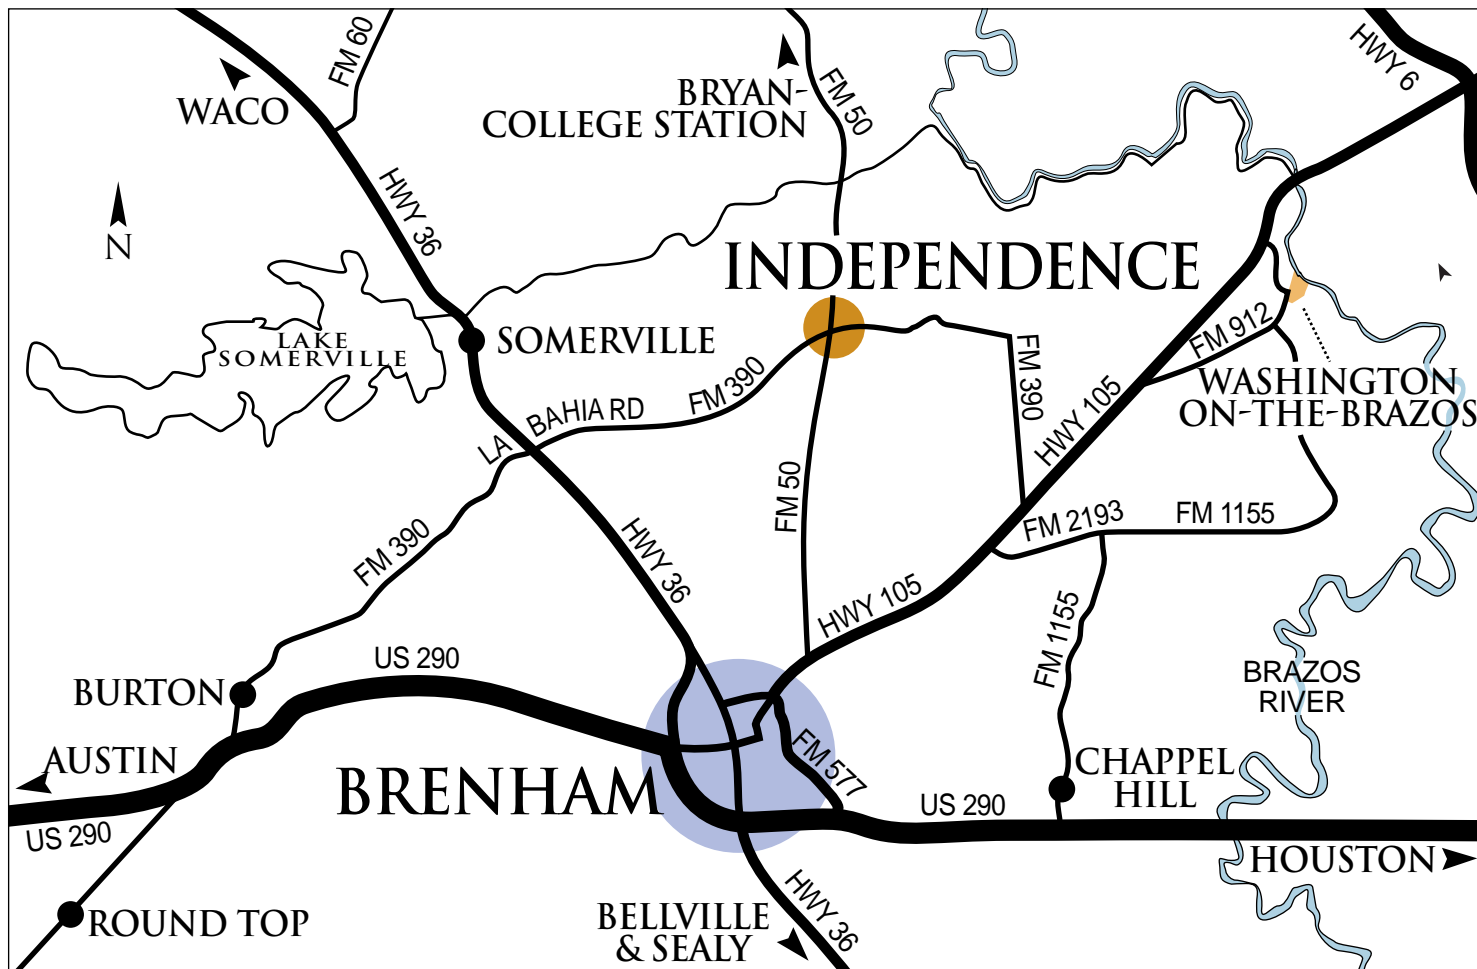 FM 60
HWY 6
WACO
BRYAN-
COLLEGE STATION
FM 50
HWY 36
N
INDEPENDENCE
LAKE
SOMERVILLE
SOMERVILLE
FM 912
FM 390
FM 390
WASHINGTON
ON-THE-BRAZOS
LA BAHIA RD
HWY 105
FM 50
FM 2193
FM 1155
FM 390
HWY 36
HWY 105
FM 1155
US 290
BURTON
BRAZOS
RIVER
AUSTIN
FM 577
CHAPPEL
HILL
BRENHAM
US 290
US 290
HOUSTON
ROUND TOP
BELLVILLE
& SEALY
HWY 36